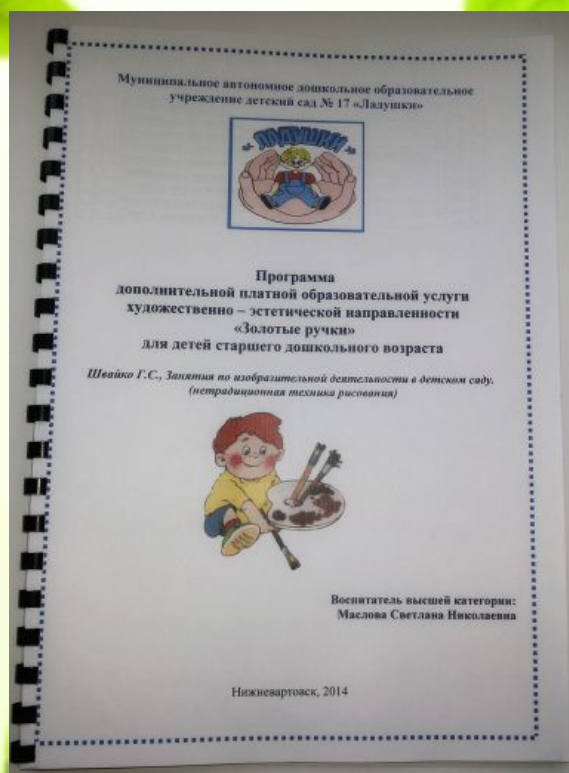 Муниципальное автономное дошкольное образовательное
учреждение детский сад № 17 «Ладушки»
« ЛАДУШКИ »
Программа
дополнительной платной образовательной услуги
художественно – эстетической направленности
«Золотые ручки»
для детей старшего дошкольного возраста
Швайко Г.С., Занятия по изобразительной деятельности в детском саду.
(нетрадиционная техника рисования)
Воспитатель высшей категории:
Маслова Светлана Николаевна
Нижневартовск, 2014